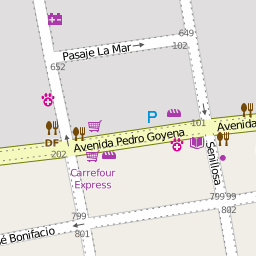 649
Pasaje La Mar
102
652
P
101
Avenida
Avenida Pedro Goyena
DF
202
Senillosa
Carrefour
Express
799
799
799
801
802
Bonifacio